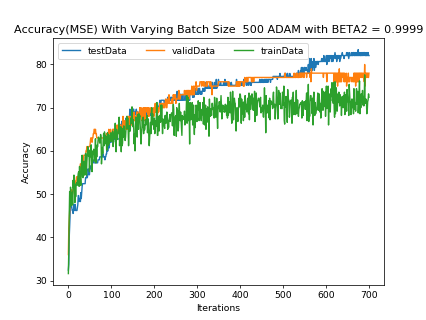 Accuracy(MSE) With Varying Batch Size  500 ADAM with BETA2 = 0.9999
testData validData trainData
80
70
60
50
40
30
Accuracy
0 100 200 300 400 500 600 700
Iterations